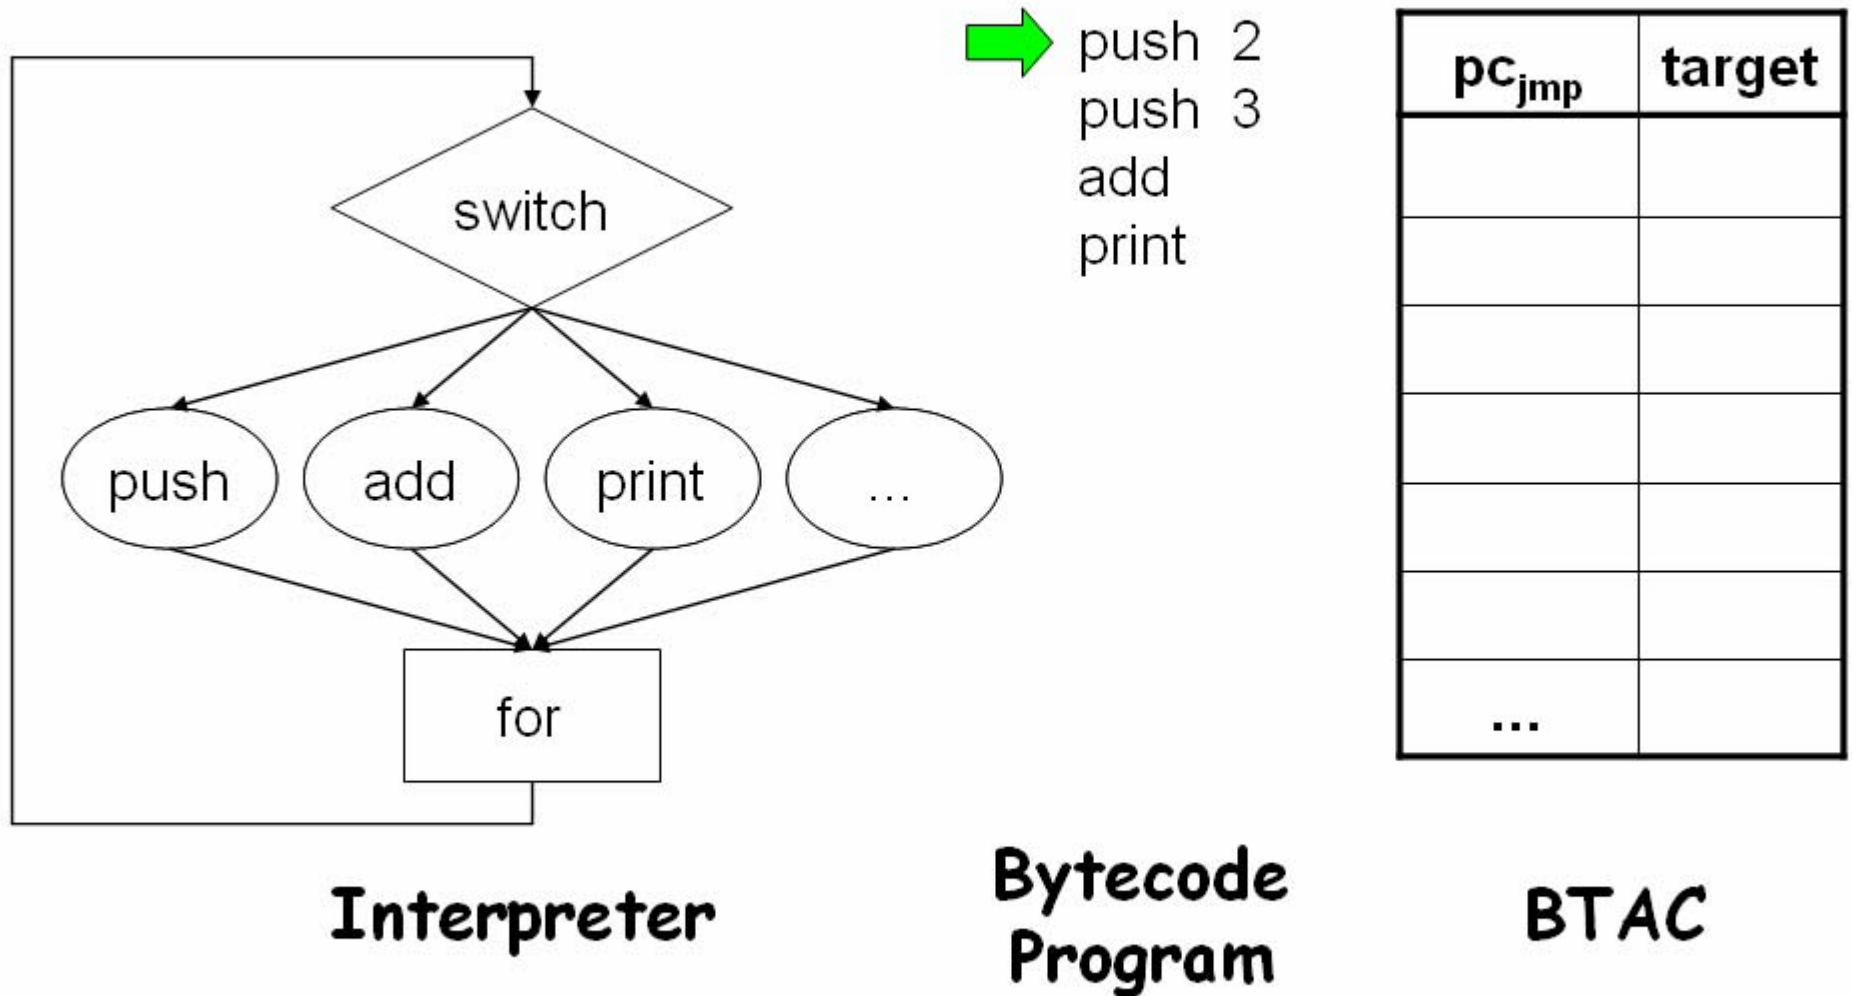 switch
push
add
print
...
for
Interpreter
push 2
push 3
add
print
Bytecode
Program
pcjmp target
...
BTAC